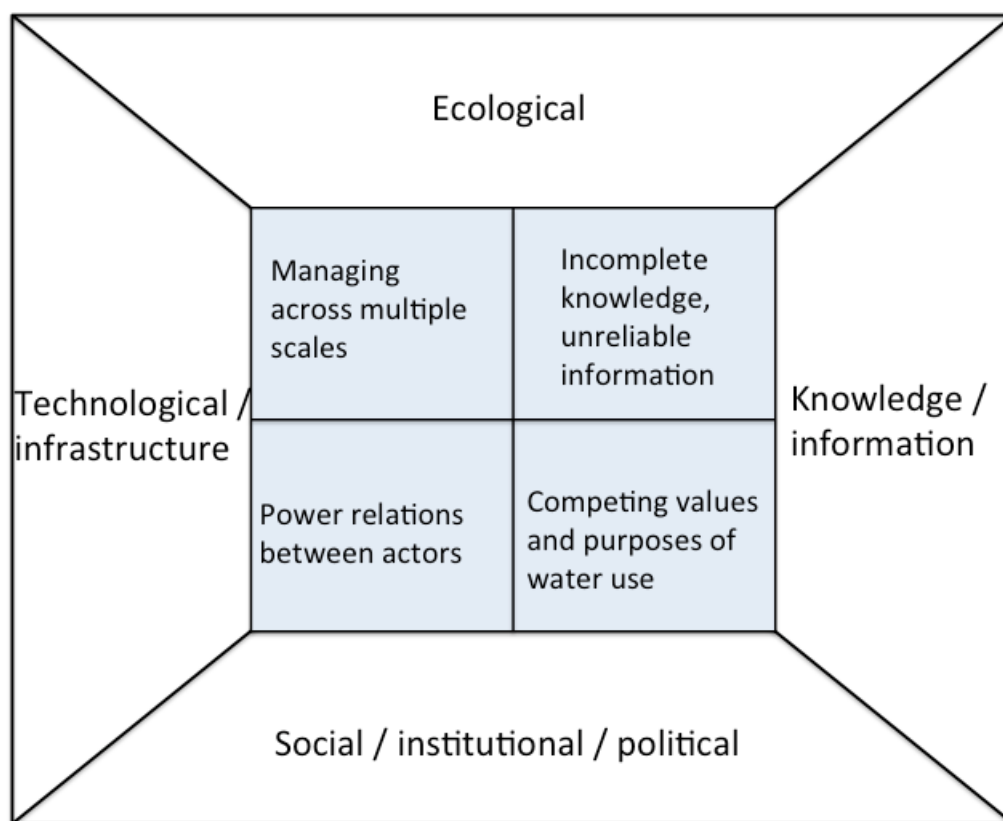 Ecological
Managing
across multiple
scales
Incomplete
knowledge,
unreliable
information
Technological /
infrastructure
Knowledge /
information
Power relations
between actors
Competing values
and purposes of
water use
Social / institutional / political